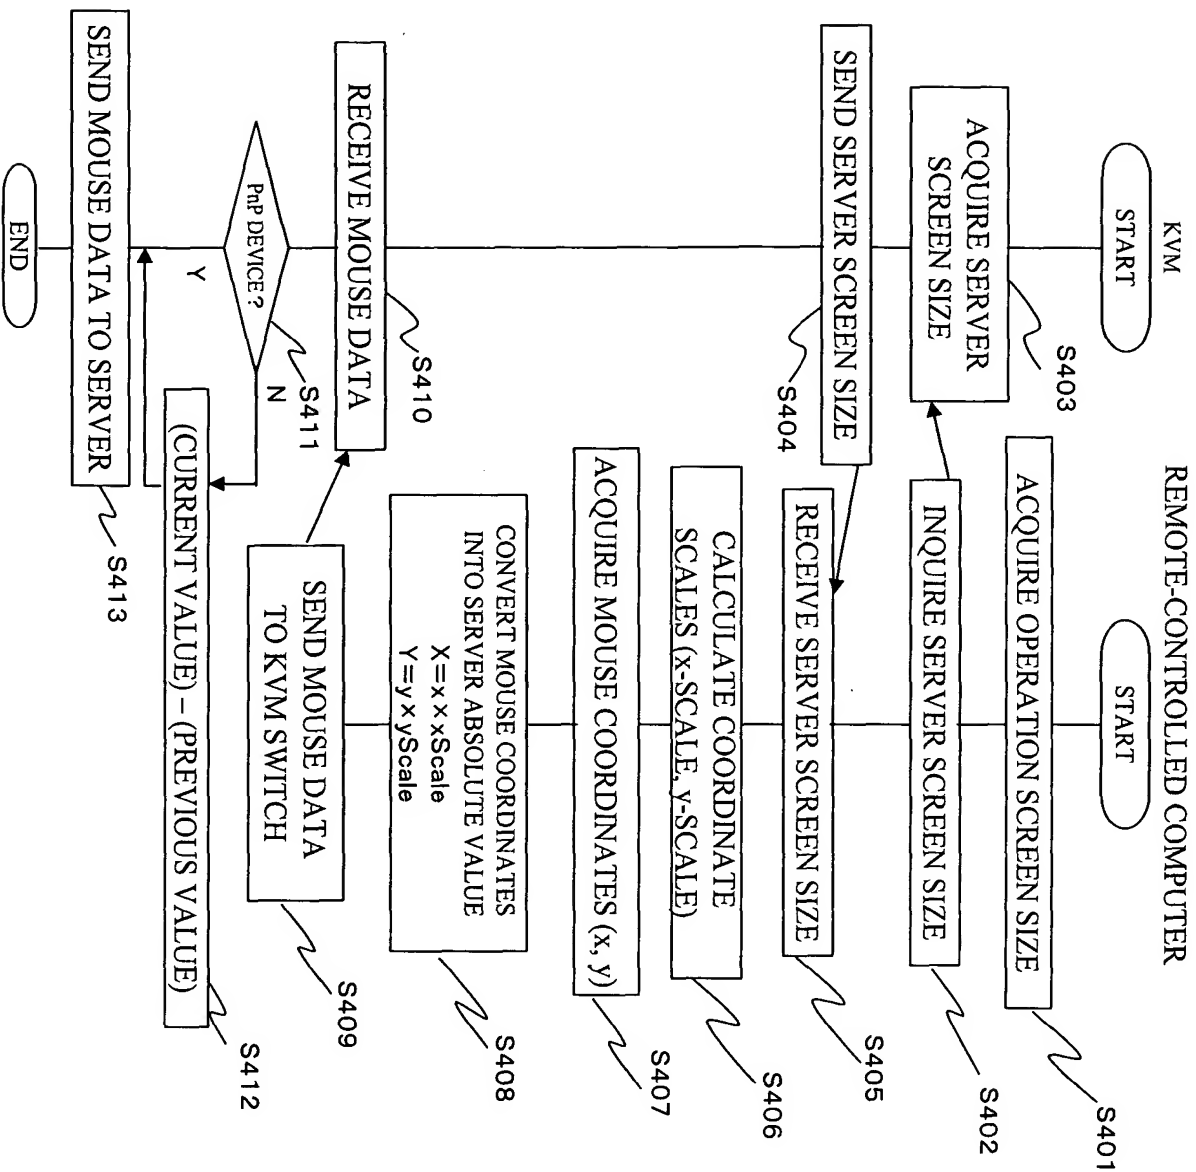 KVM
START
ACQUIRE SERVER
SCREEN SIZE
S403
SEND SERVER SCREEN SIZE
S404
RECEIVE MOUSE DATA
S410
PnP DEVICE?
S411
Y
N
(CURRENT VALUE) – (PREVIOUS VALUE)
S412
SEND MOUSE DATA TO SERVER
S413
END
REMOTE-CONTROLLED COMPUTER
START
ACQUIRE OPERATION SCREEN SIZE
S401
INQUIRE SERVER SCREEN SIZE
S402
RECEIVE SERVER SCREEN SIZE
S405
CALCULATE COORDINATE
SCALES (x-SCALE, y-SCALE)
S406
ACQUIRE MOUSE COORDINATES (x, y)
S407
CONVERT MOUSE COORDINATES
INTO SERVER ABSOLUTE VALUE
X=x×xScale
Y=y×yScale
S408
SEND MOUSE DATA
TO KVM SWITCH
S409